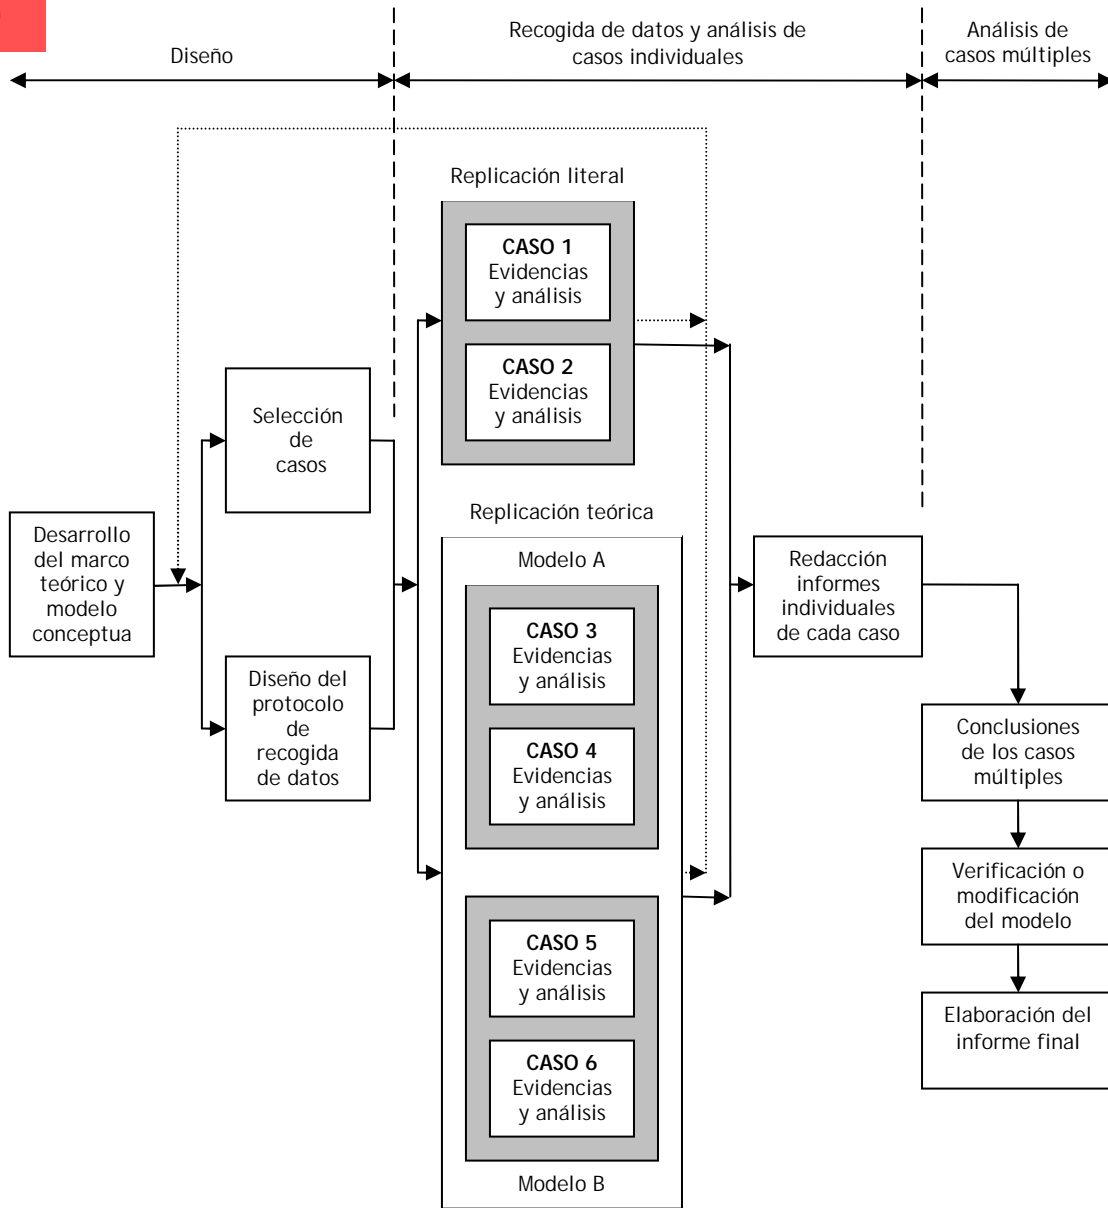 Diseño
Recogida de datos y análisis de
casos individuales
Análisis de
casos múltiples
Replicación literal
CASO 1
Evidencias
y análisis
CASO 2
Evidencias
y análisis
Selección
de
casos
Replicación teórica
Desarrollo
del marco
teórico y
modelo
conceptua
Modelo A
Redacción
informes
individuales
de cada caso
CASO 3
Evidencias
y análisis
Diseño del
protocolo
de
recogida
de datos
CASO 4
Evidencias
y análisis
Conclusiones
de los casos
múltiples
Verificación o
modificación
del modelo
CASO 5
Evidencias
y análisis
Elaboración del
informe final
CASO 6
Evidencias
y análisis
Modelo B